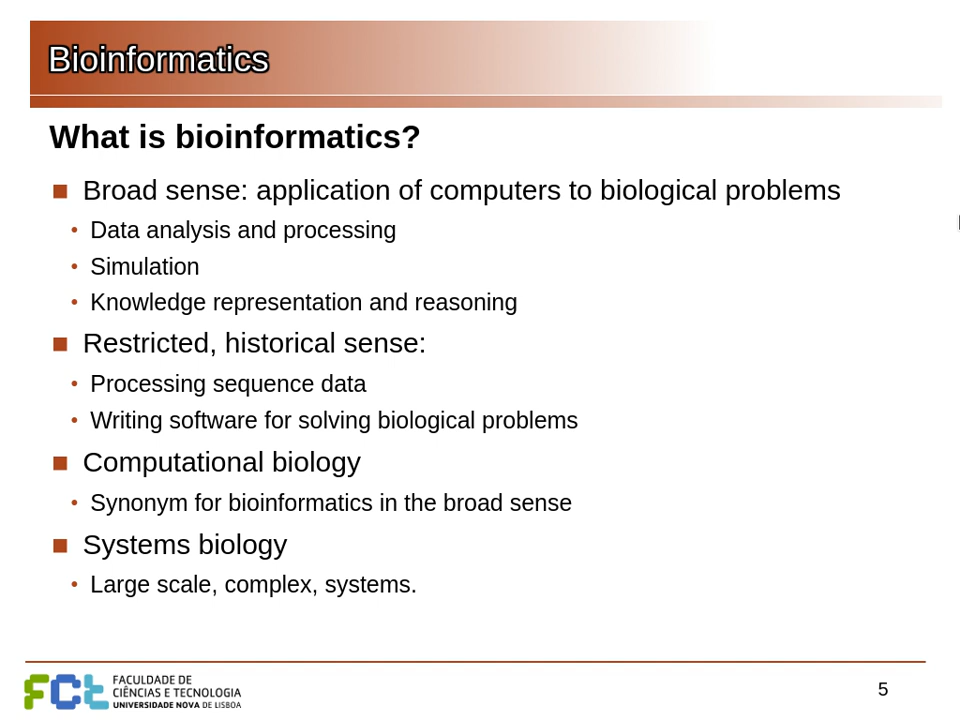 Bioinformatics
What is bioinformatics?
Broad sense: application of computers to biological problems
Data analysis and processing
Simulation
Knowledge representation and reasoning
Restricted, historical sense:
Processing sequence data
Writing software for solving biological problems
Computational biology
Synonym for bioinformatics in the broad sense
Systems biology
Large scale, complex, systems.
FCt
FACULDADE DE
CIÊNCIAS E TECNOLOGIA
UNIVERSIDADE NOVA DE LISBOA
5